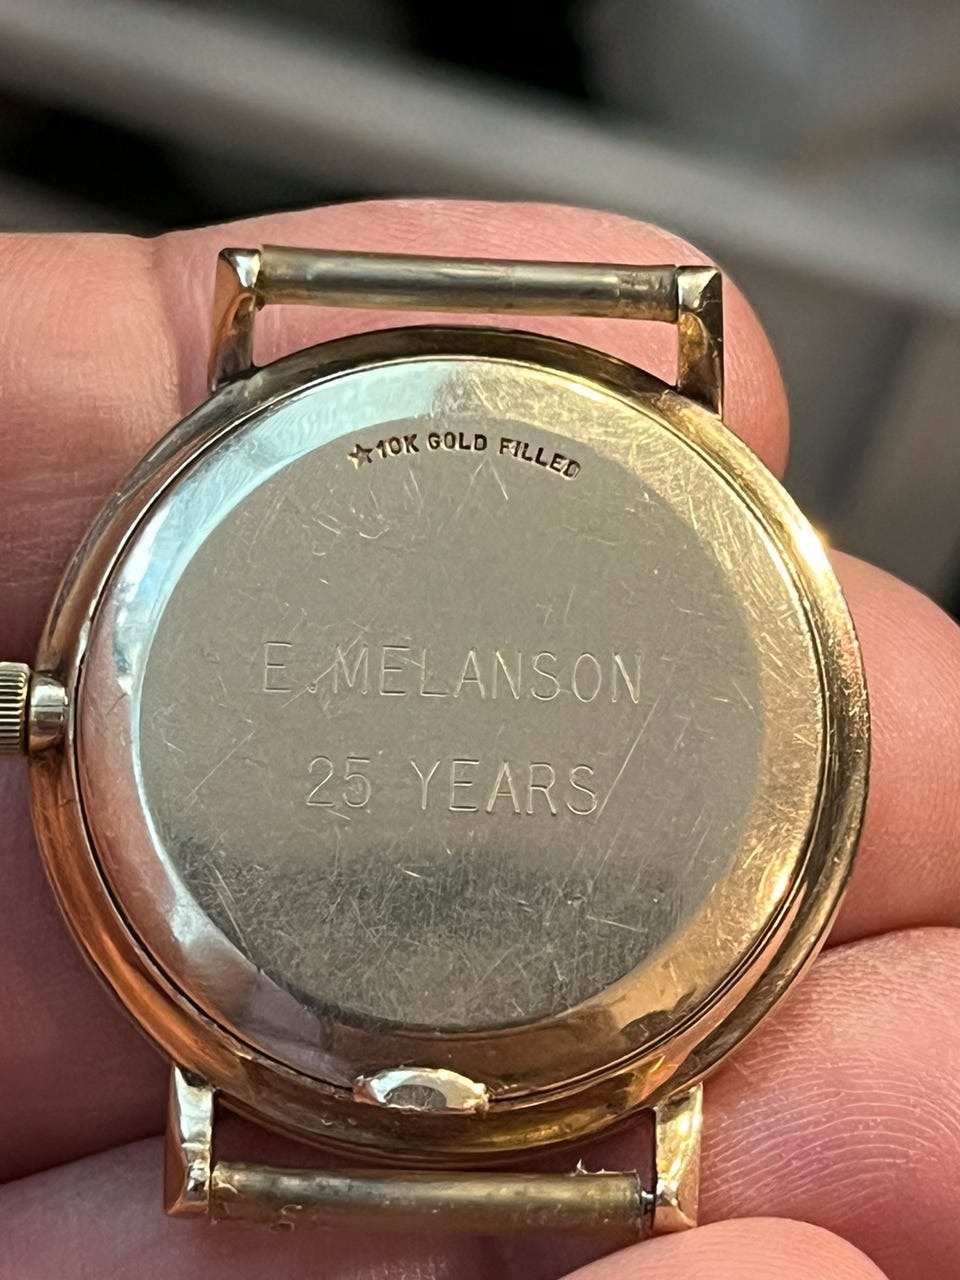 ☆10K GOLD FILLED
E. MELANSON
25 YEARS